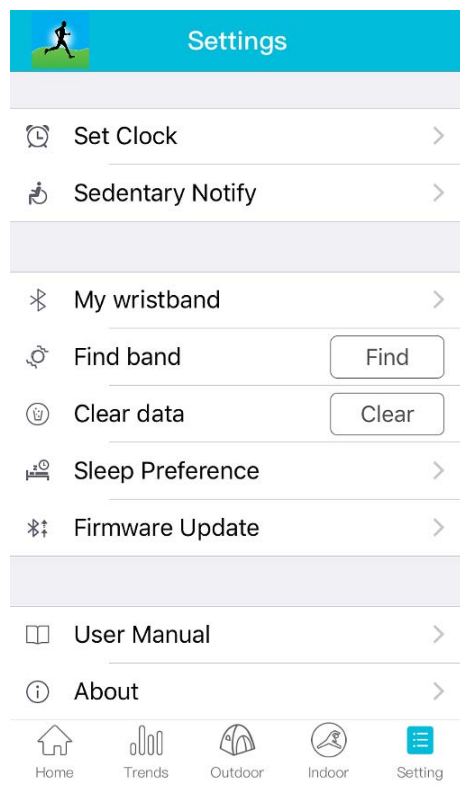 Settings
Set Clock
Sedentary Notify
My wristband
Find band Find
Clear data Clear
Sleep Preference
Firmware Update
User Manual
About
Home Trends Outdoor Indoor Setting